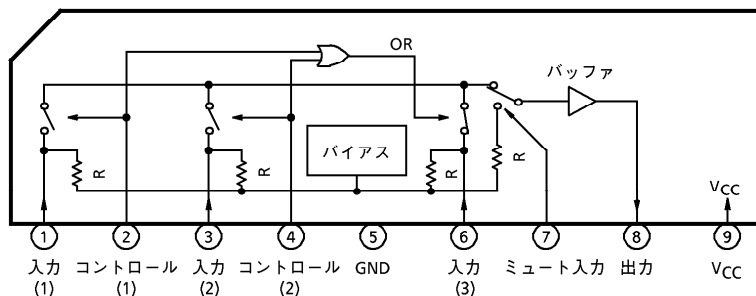 OR
バッファ
バイアス
R
R
R
R
VCC
1
2
3
4
5
6
7
8
9
入力
(1)
コントロール
(1)
入力
(2)
コントロール
(2)
GND
入力
(3)
ミュート入力
出力
VCC